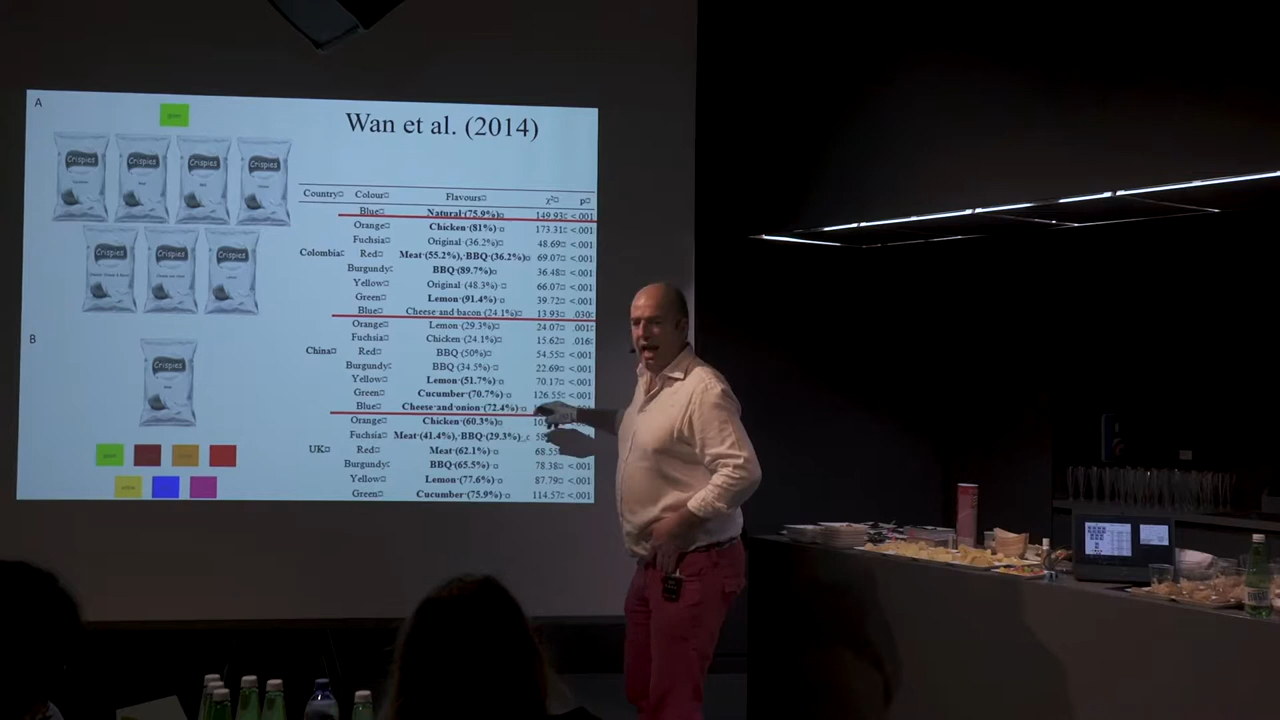 A
Wan et al. (2014)
green
Crispies Crispies Crispies Crispies
Crispies Crispies Crispies
B
Crispies
Country¤ Colour¤ Flavours¤ χ²¤ p¤
Blue¤ Natural·(75.9%)¤ 149.93¤ <.001
Orange¤ Chicken·(81%)·¤ 173.31¤ <.001
Fuchsia¤ Original·(36.2%)¤ 48.69¤ <.001
Colombia¤ Red¤ Meat·(55.2%),·BBQ·(36.2%)¤ 69.07¤ <.001
Burgundy¤ BBQ·(89.7%)¤ 36.48¤ <.001
Yellow¤ Original·(48.3%)¤ 66.07¤ <.001
Green¤ Lemon·(91.4%)·¤ 39.72¤ <.001
Blue¤ Cheese·and·bacon·(24.1%)¤ 13.93¤ .030¤
Orange¤ Lemon·(29.3%)¤ 24.07¤ .001¤
Fuchsia¤ Chicken·(24.1%)¤ 15.62¤ .016¤
China¤ Red¤ BBQ·(50%)¤ 54.55¤ <.001
Burgundy¤ BBQ·(34.5%)¤ 22.69¤ <.001
Yellow¤ Lemon·(51.7%)¤ 70.17¤ <.001
Green¤ Cucumber·(70.7%)¤ 126.55¤ <.001
Blue¤ Cheese·and·onion·(72.4%)·¤
Orange¤ Chicken·(60.3%)¤ <.001
Fuchsia¤ Meat·(41.4%),·BBQ·(29.3%)·¤ <.001
UK¤ Red¤ Meat·(62.1%)·¤ 68.55 <.001
Burgundy¤ BBQ·(65.5%)·¤ 78.38¤ <.001
Yellow¤ Lemon·(77.6%)·¤ 87.79¤ <.001
Green¤ Cucumber·(75.9%)·¤ 114.57¤ <.001